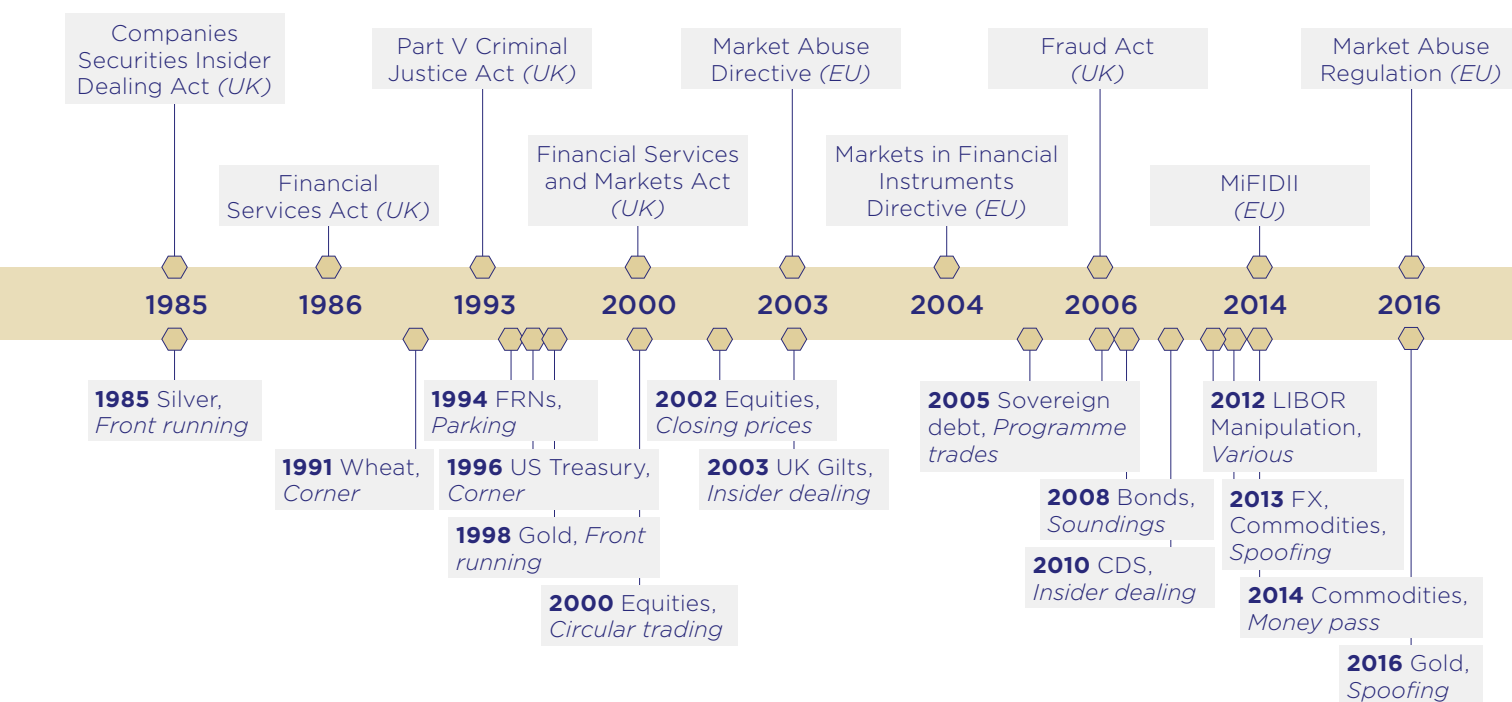 Companies
Securities Insider
Dealing Act (UK)
Part V Criminal
Justice Act (UK)
Market Abuse
Directive (EU)
Fraud Act
(UK)
Market Abuse
Regulation (EU)
Financial
Services Act (UK)
Financial Services
and Markets Act
(UK)
Markets in Financial
Instruments
Directive (EU)
MiFIDII
(EU)
1985
1986
1993
2000
2003
2004
2006
2014
2016
1985 Silver,
Front running
1991 Wheat,
Corner
1994 FRNs,
Parking
1996 US Treasury,
Corner
1998 Gold, Front
running
2000 Equities,
Circular trading
2002 Equities,
Closing prices
2003 UK Gilts,
Insider dealing
2005 Sovereign
debt, Programme
trades
2008 Bonds,
Soundings
2010 CDS,
Insider dealing
2012 LIBOR
Manipulation,
Various
2013 FX,
Commodities,
Spoofing
2014 Commodities,
Money pass
2016 Gold,
Spoofing